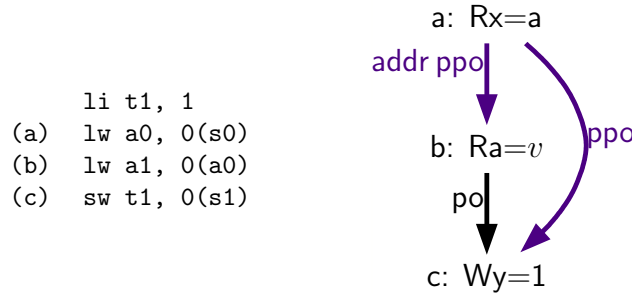 li t1, 1
(a) lw a0, 0(s0)
(b) lw a1, 0(a0)
(c) sw t1, 0(s1)
a: Rx=a
addr ppo
ppo
b: Ra=v
po
c: Wy=1